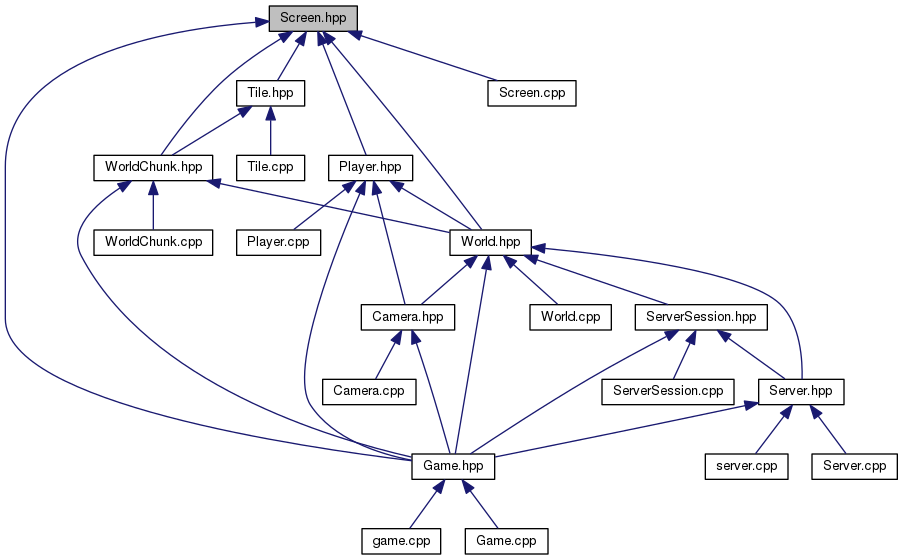 Screen.hpp
Tile.hpp
Screen.cpp
WorldChunk.hpp
Tile.cpp
Player.hpp
WorldChunk.cpp
Player.cpp
World.hpp
Camera.hpp
World.cpp
ServerSession.hpp
Camera.cpp
ServerSession.cpp
Server.hpp
Game.hpp
server.cpp
Server.cpp
game.cpp
Game.cpp